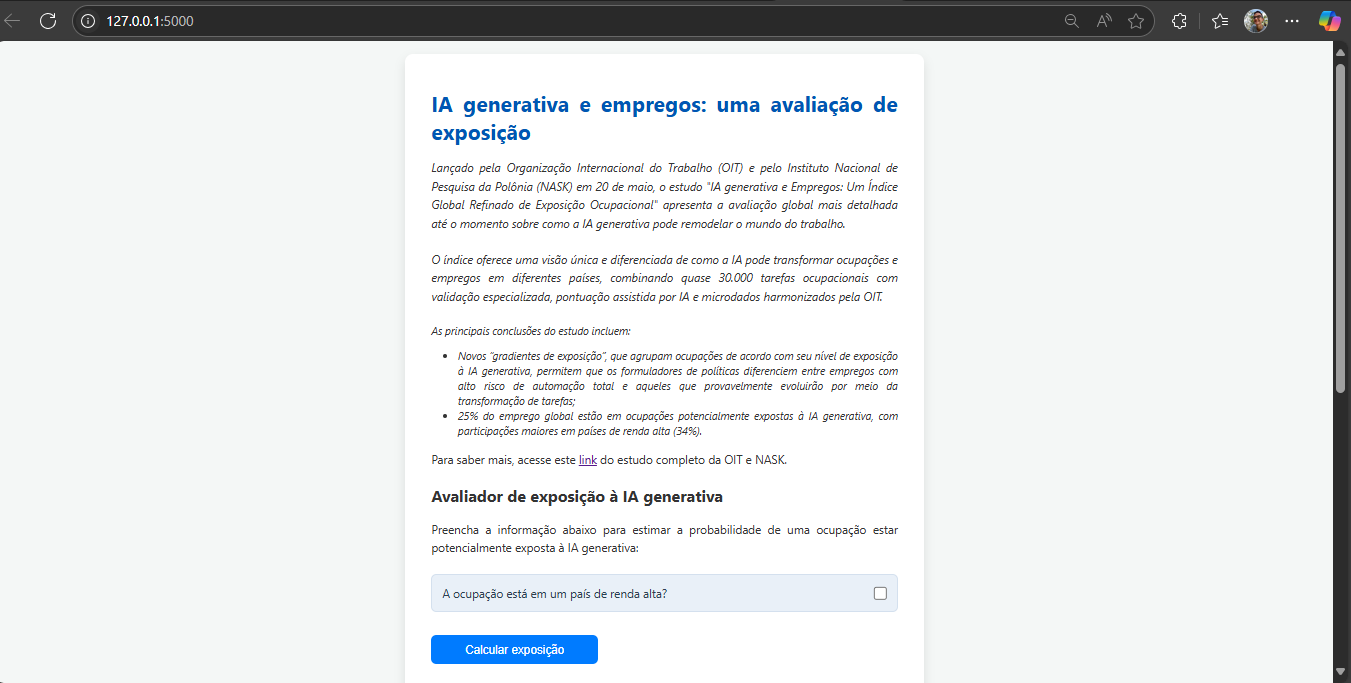 127.0.0.1:5000
IA generativa e empregos: uma avaliação de
exposição
Lançado pela Organização Internacional do Trabalho (OIT) e pelo Instituto Nacional de
Pesquisa da Polônia (NASK) em 20 de maio, o estudo "IA generativa e Empregos: Um Índice
Global Refinado de Exposição Ocupacional" apresenta a avaliação global mais detalhada
até o momento sobre como a IA generativa pode remodelar o mundo do trabalho.
O índice oferece uma visão única e diferenciada de como a IA pode transformar ocupações e
empregos em diferentes países, combinando quase 30.000 tarefas ocupacionais com
validação especializada, pontuação assistida por IA e microdados harmonizados pela OIT.
As principais conclusões do estudo incluem:
Novos "gradientes de exposição", que agrupam ocupações de acordo com seu nível de exposição
à IA generativa, permitem que os formuladores de políticas diferenciem entre empregos com
alto risco de automação total e aqueles que provavelmente evoluirão por meio da
transformação de tarefas;
25% do emprego global estão em ocupações potencialmente expostas à IA generativa, com
participações maiores em países de renda alta (34%).
Para saber mais, acesse este link do estudo completo da OIT e NASK.
Avaliador de exposição à IA generativa
Preencha a informação abaixo para estimar a probabilidade de uma ocupação estar
potencialmente exposta à IA generativa:
A ocupação está em um país de renda alta?
Calcular exposição